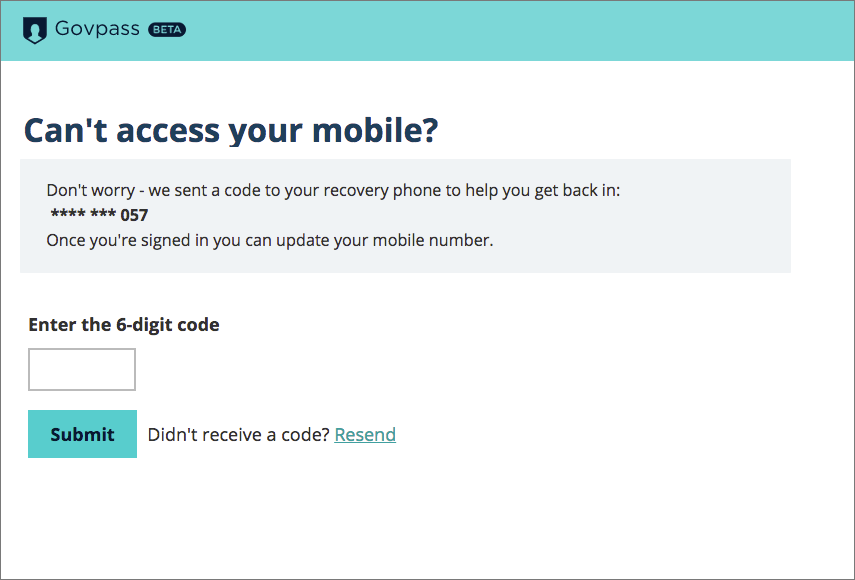 Govpass BETA
Can't access your mobile?
Don't worry - we sent a code to your recovery phone to help you get back in:
**** *** 057
Once you're signed in you can update your mobile number.
Enter the 6-digit code
Submit Didn't receive a code? Resend